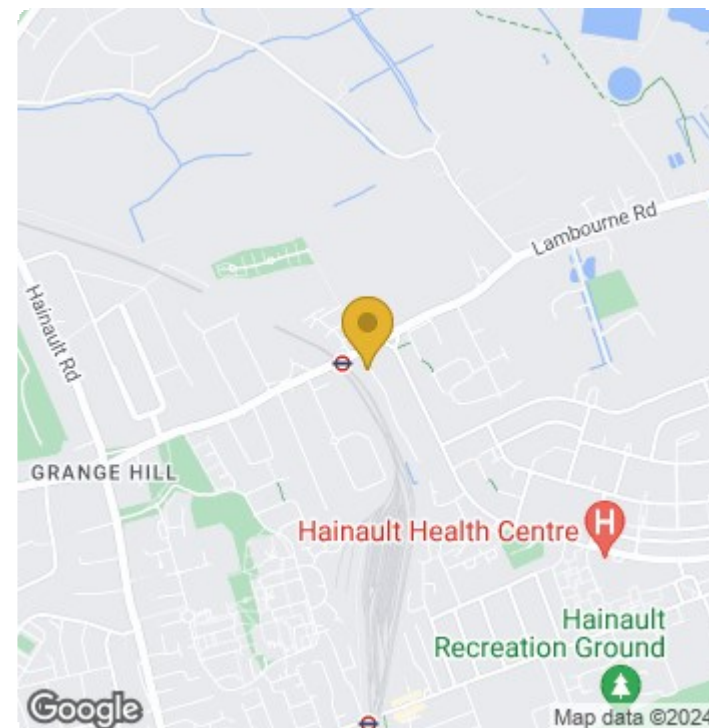 Lambourne Rd
Hainault Rd
GRANGE HILL
Hainault Health Centre
H
Hainault
Recreation Ground
Google
Map data ©2024